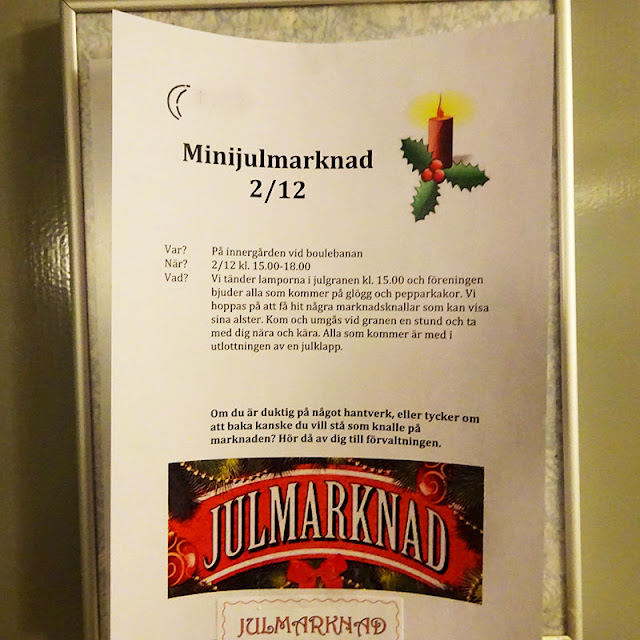 Minijulmarknad
2/12
Var? På innergården vid boulebanan
När? 2/12 kl. 15.00-18.00
Vad? Vi tänder lamporna i julgranen kl. 15.00 och föreningen
bjuder alla som kommer på glögg och pepparkakor. Vi
hoppas på att få hit några marknadsknallar som kan visa
sina alster. Kom och umgås vid granen en stund och ta
med dig nära och kära. Alla som kommer är med i
utlottningen av en julklapp.
Om du är duktig på något hantverk, eller tycker om
att baka kanske du vill stå som knalle på
marknaden? Hör då av dig till förvaltningen.
JULMARKNAD
JULMARKNAD